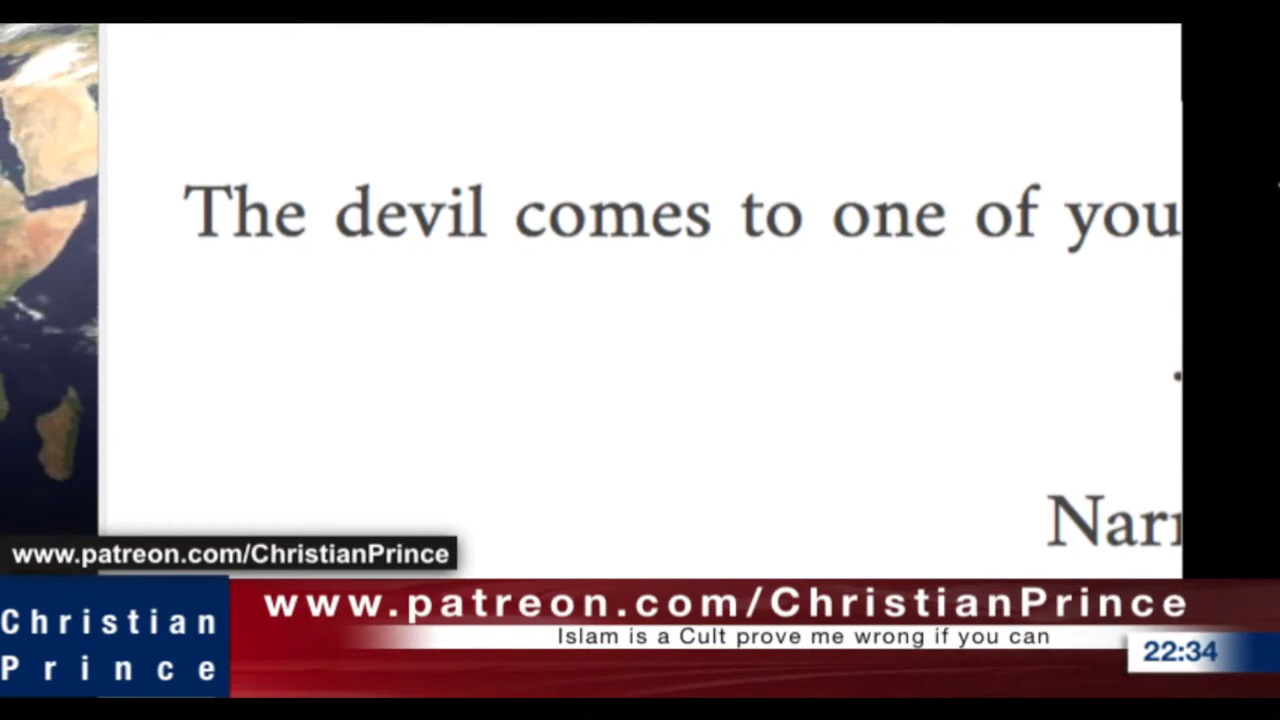 The devil comes to one of you
Narr
www.patreon.com/ChristianPrince
www.patreon.com/ChristianPrince
Islam is a Cult prove me wrong if you can
Christian
Prince
22:34